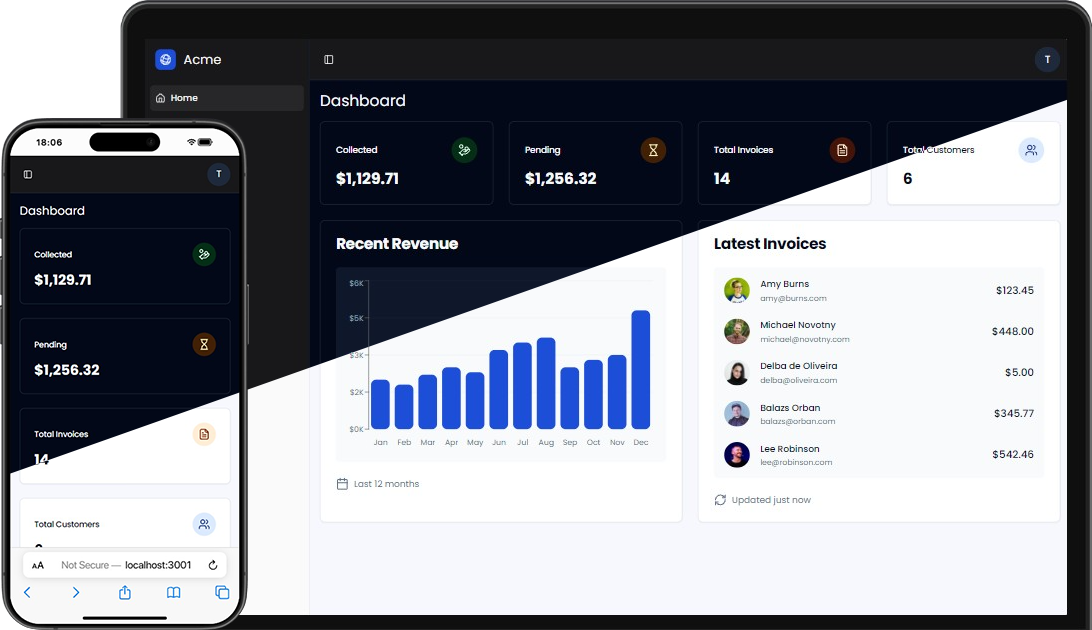 Acme
T
Home
Dashboard
Collected
$1,129.71
Pending
$1,256.32
Total Invoices
14
Total Customers
6
Recent Revenue
$6K
$5K
$3K
$2K
$0K
Jan Feb Mar Apr May Jun Jul Aug Sep Oct Nov Dec
Last 12 months
Latest Invoices
Amy Burns
amy@burns.com
$123.45
Michael Novotny
michael@novotny.com
$448.00
Delba de Oliveira
delba@oliveira.com
$5.00
Balazs Orban
balazs@orban.com
$345.77
Lee Robinson
lee@robinson.com
$542.46
Updated just now
18:06
T
Dashboard
Collected
$1,129.71
Pending
$1,256.32
Total Invoices
14
Total Customers
AA Not Secure — localhost:3001